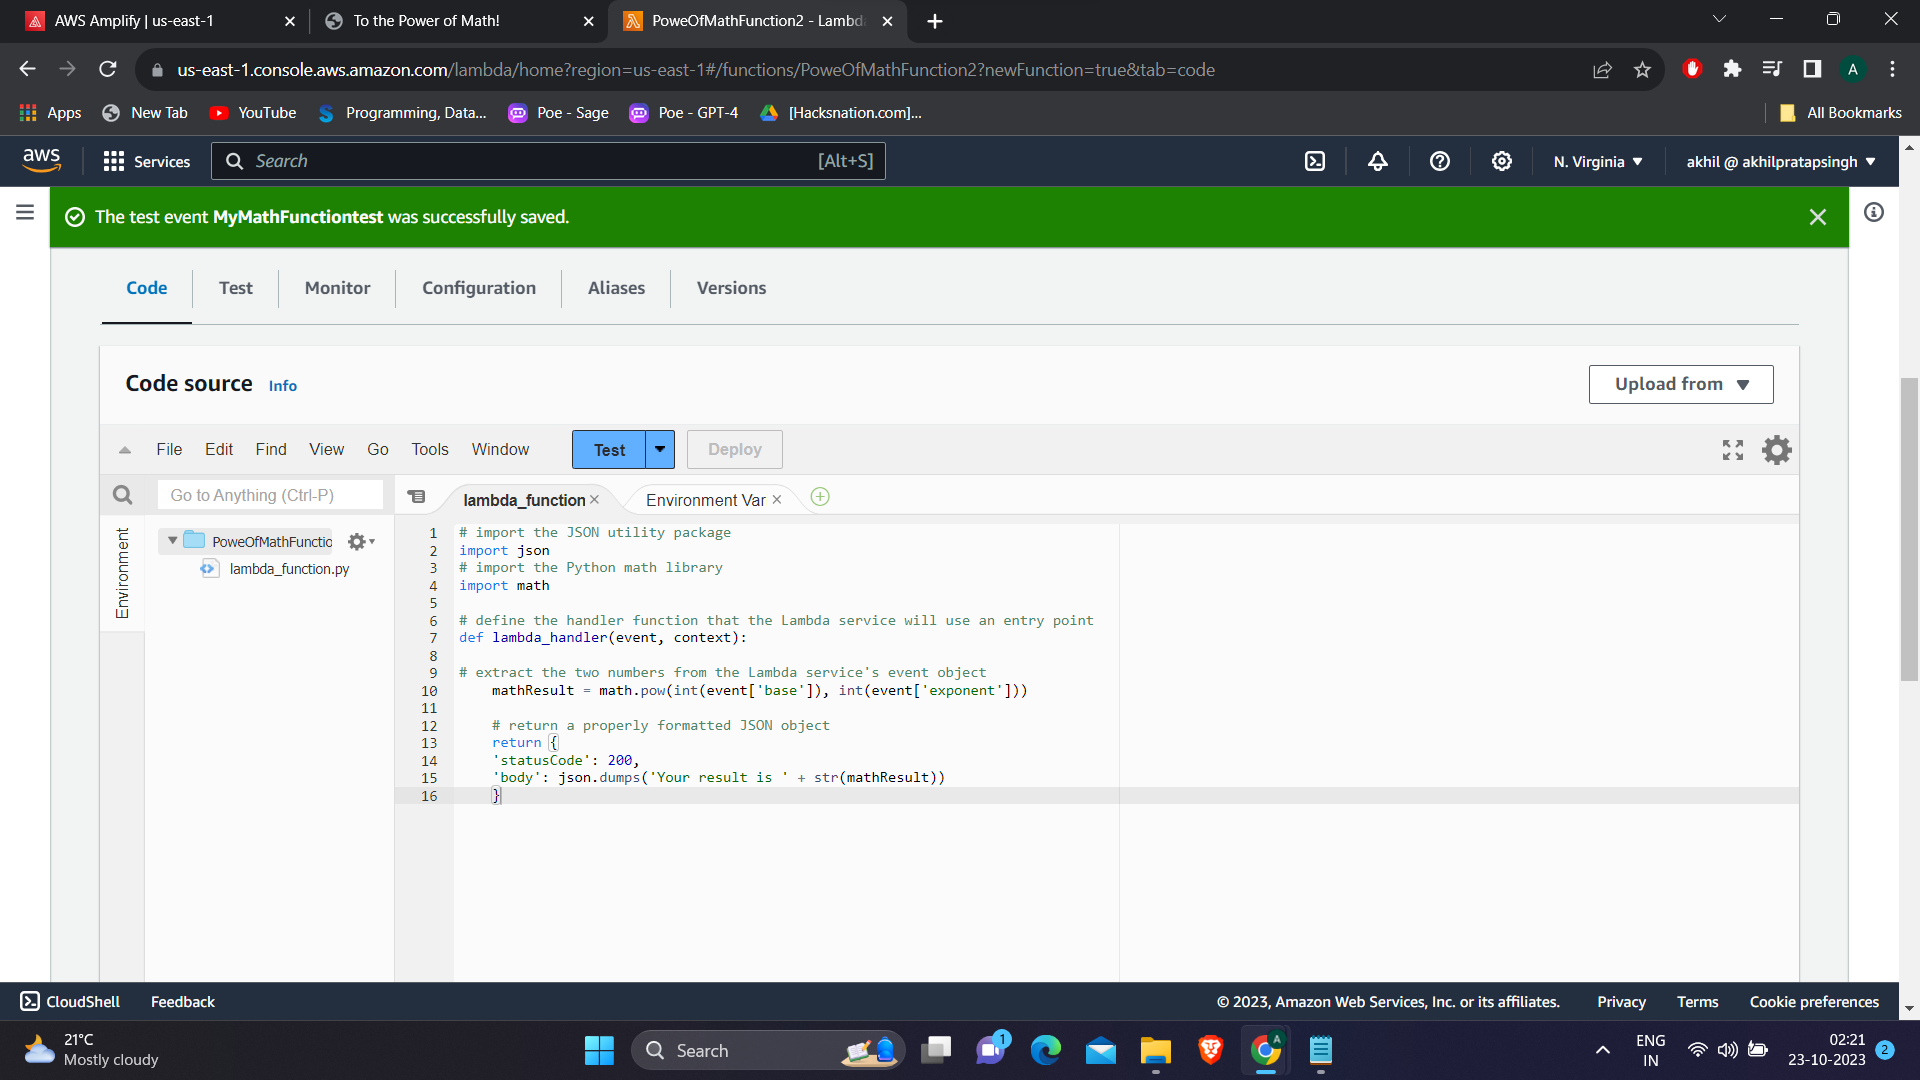 AWS Amplify | us-east-1
To the Power of Math!
PoweOfMathFunction2 - Lambd
us-east-1.console.aws.amazon.com/lambda/home?region=us-east-1#/functions/PoweOfMathFunction2?newFunction=true&tab=code
A
Apps
New Tab
YouTube
Programming, Data...
Poe - Sage
Poe - GPT-4
[Hacksnation.com]...
All Bookmarks
aws
Services
Search
[Alt+S]
N. Virginia
akhil @ akhilpratapsingh
The test event MyMathFunctiontest was successfully saved.
Code
Test
Monitor
Configuration
Aliases
Versions
Code source
Info
Upload from
File
Edit
Find
View
Go
Tools
Window
Test
Deploy
Go to Anything (Ctrl-P)
lambda_function
Environment Var
Environment
PoweOfMathFunctio
lambda_function.py
1 # import the JSON utility package
2 import json
3 # import the Python math library
4 import math
5
6 # define the handler function that the Lambda service will use an entry point
7 def lambda_handler(event, context):
8
9 # extract the two numbers from the Lambda service's event object
10 mathResult = math.pow(int(event['base']), int(event['exponent']))
11
12 # return a properly formatted JSON object
13 return {
14 'statusCode': 200,
15 'body': json.dumps('Your result is ' + str(mathResult))
16 }
CloudShell
Feedback
© 2023, Amazon Web Services, Inc. or its affiliates.
Privacy
Terms
Cookie preferences
21°C
Mostly cloudy
Search
1
A
ENG
IN
02:21
23-10-2023
2